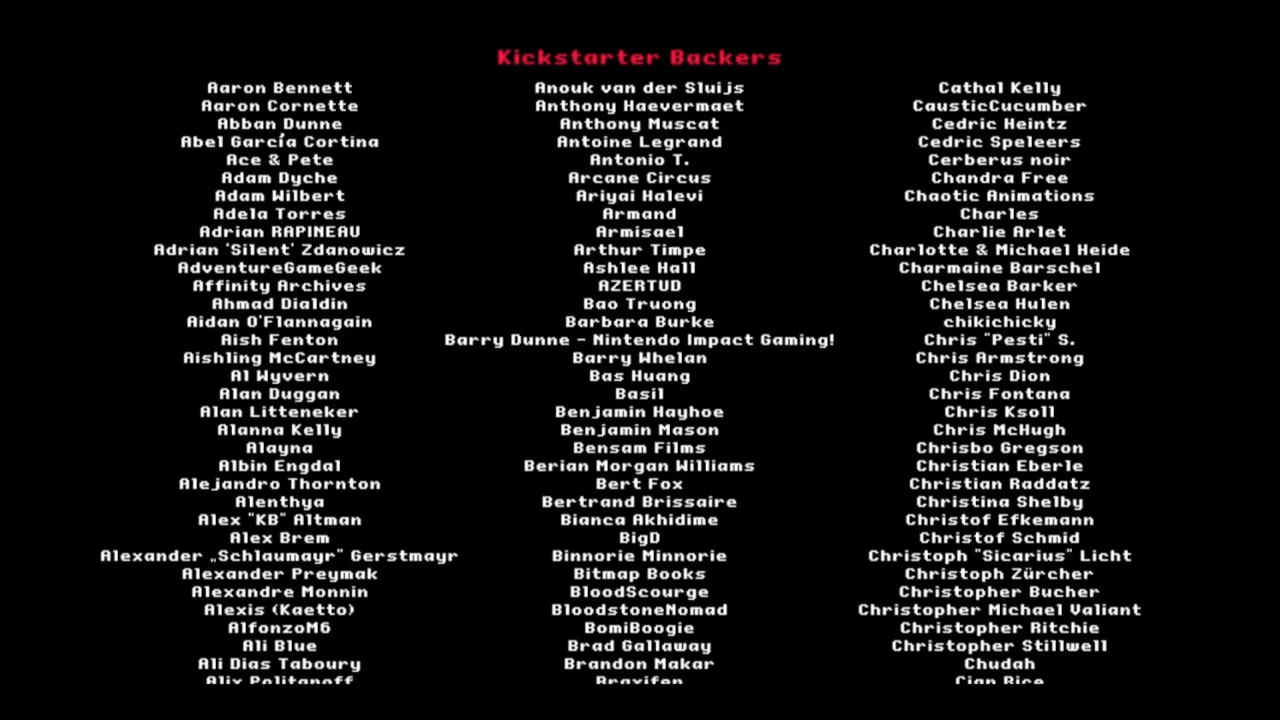 Kickstarter Backers
Aaron Bennett
Aaron Cornette
Abban Dunne
Abel García Cortina
Ace & Pete
Adam Dyche
Adam Wilbert
Adela Torres
Adrian RAPINEAU
Adrian 'Silent' Zdanowicz
AdventureGameGeek
Affinity Archives
Ahmad Dialdin
Aidan O'Flannagain
Aish Fenton
Aishling McCartney
Al Wyvern
Alan Duggan
Alan Litteneker
Alanna Kelly
Alayna
Albin Engdal
Alejandro Thornton
Alenthya
Alex "KB" Altman
Alex Brem
Alexander „Schlaumayr" Gerstmayr
Alexander Preymak
Alexandre Monnin
Alexis (Kaetto)
AlfonzoM6
Ali Blue
Ali Dias Taboury
Alix Politanoff
Anouk van der Sluijs
Anthony Haevermaet
Anthony Muscat
Antoine Legrand
Antonio T.
Arcane Circus
Ariyai Halevi
Armand
Armisael
Arthur Timpe
Ashlee Hall
AZERTUD
Bao Truong
Barbara Burke
Barry Dunne - Nintendo Impact Gaming!
Barry Whelan
Bas Huang
Basil
Benjamin Hayhoe
Benjamin Mason
Bensam Films
Berian Morgan Williams
Bert Fox
Bertrand Brissaire
Bianca Akhidime
BigD
Binnorie Minnorie
Bitmap Books
BloodScourge
BloodstoneNomad
BomiBoogie
Brad Gallaway
Brandon Makar
Braxifen
Cathal Kelly
CausticCucumber
Cedric Heintz
Cedric Speleers
Cerberus noir
Chandra Free
Chaotic Animations
Charles
Charlie Arlet
Charlotte & Michael Heide
Charmaine Barschel
Chelsea Barker
Chelsea Hulen
chikichicky
Chris "Pesti" S.
Chris Armstrong
Chris Dion
Chris Fontana
Chris Ksoll
Chris McHugh
Chrisbo Gregson
Christian Eberle
Christian Raddatz
Christina Shelby
Christof Efkemann
Christof Schmid
Christoph "Sicarius" Licht
Christoph Zürcher
Christopher Bucher
Christopher Michael Valiant
Christopher Ritchie
Christopher Stillwell
Chudah
Cian Rice